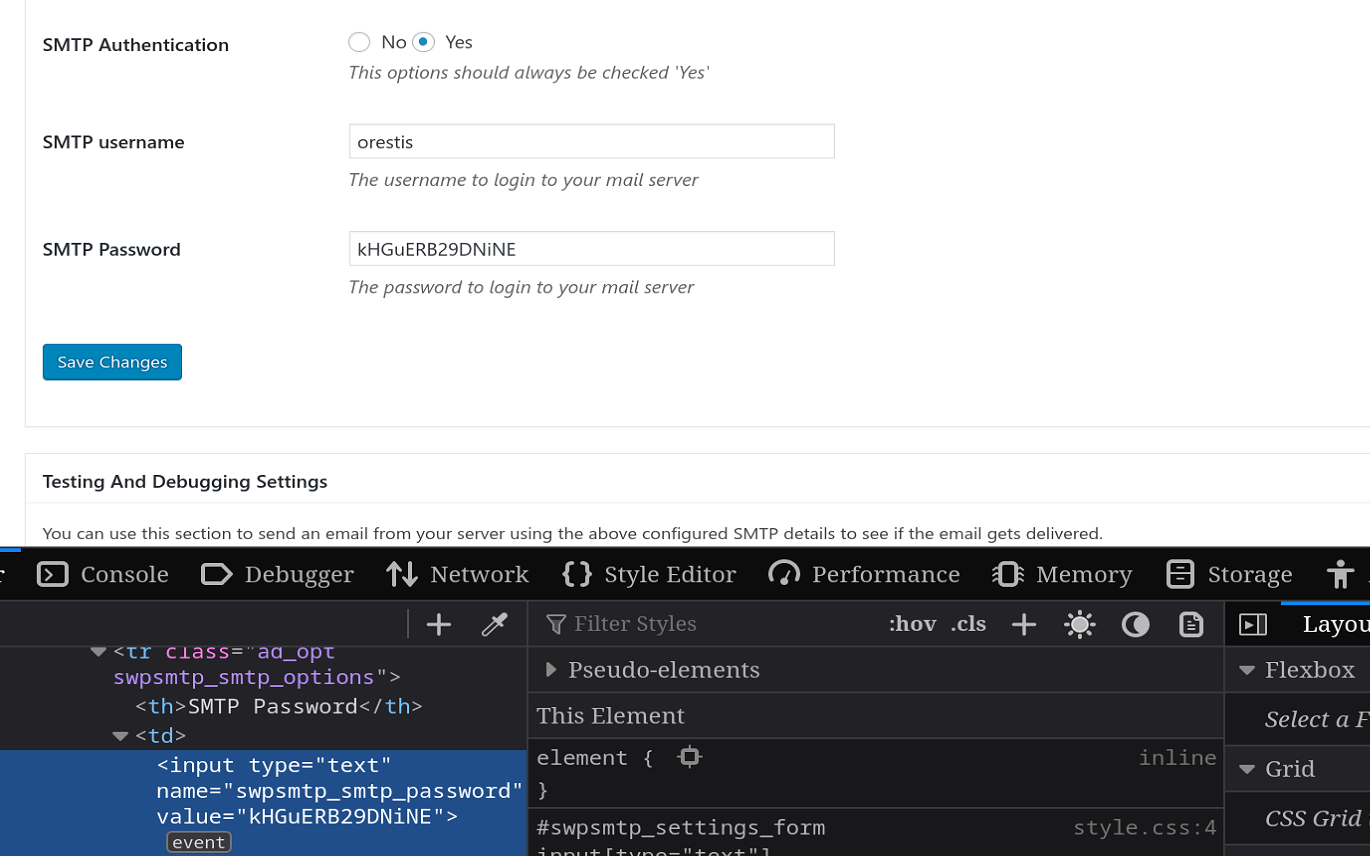 SMTP Authentication
No Yes
This options should always be checked 'Yes'
SMTP username
orestis
The username to login to your mail server
SMTP Password
kHGuERB29DNiNE
The password to login to your mail server
Save Changes
Testing And Debugging Settings
You can use this section to send an email from your server using the above configured SMTP details to see if the email gets delivered.
r Console Debugger Network Style Editor Performance Memory Storage
Filter Styles :hov .cls Layou
<tr class="ad_opt
swpsmtp_smtp_options">
<th>SMTP Password</th>
<td>
<input type="text"
name="swpsmtp_smtp_password"
value="kHGuERB29DNiNE">
event
Pseudo-elements
This Element
element { inline
}
#swpsmtp_settings_form style.css:4
input[type="text"]
Flexbox
Select a F
Grid
CSS Grid